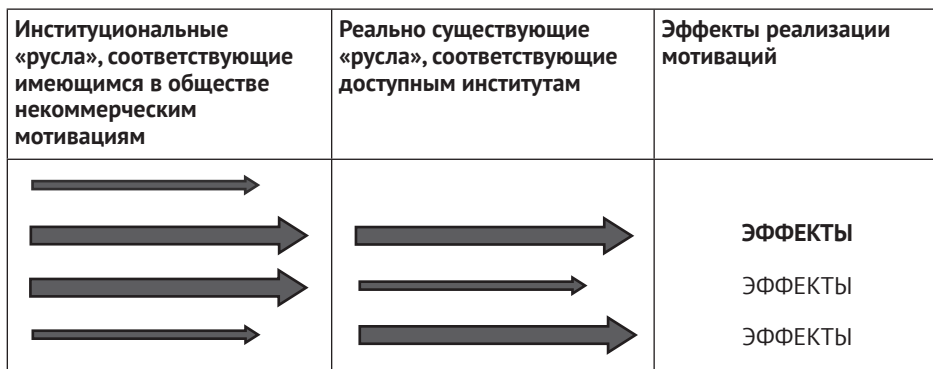 Институциональные
«русла», соответствующие
имеющимся в обществе
некоммерческим
мотивациям
Реально существующие
«русла», соответствующие
доступным институтам
Эффекты реализации
мотиваций
ЭФФЕКТЫ
ЭФФЕКТЫ
ЭФФЕКТЫ